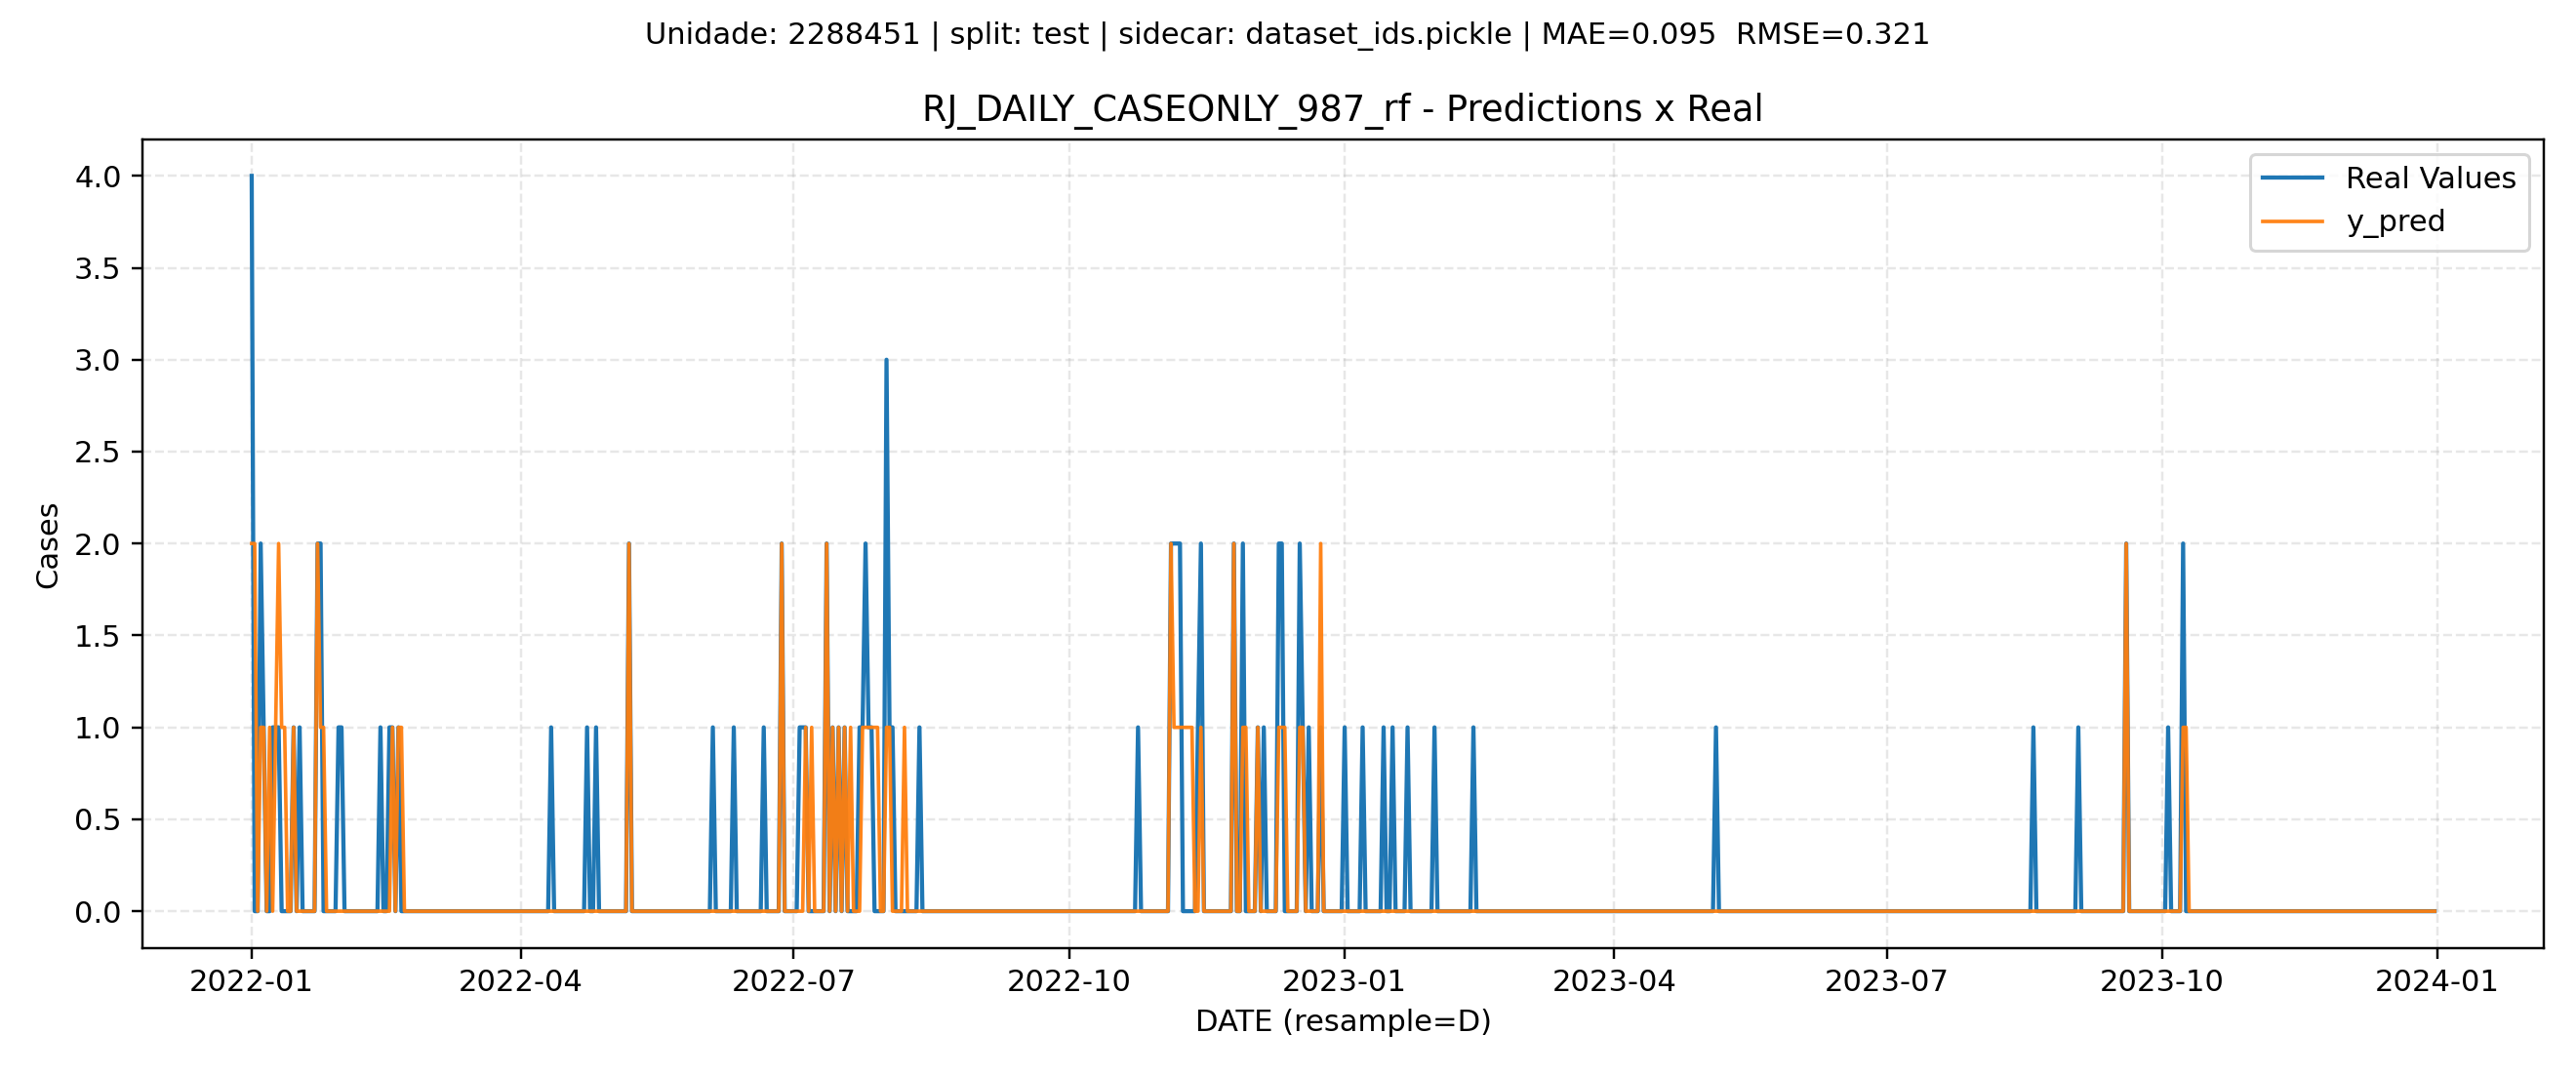 Unidade: 2288451 | split: test | sidecar: dataset_ids.pickle | MAE=0.095  RMSE=0.321
RJ_DAILY_CASEONLY_987_rf - Predictions x Real
Real Values
y_pred
4.0
3.5
3.0
2.5
2.0
1.5
1.0
0.5
0.0
Cases
2022-01 2022-04 2022-07 2022-10 2023-01 2023-04 2023-07 2023-10 2024-01
DATE (resample=D)